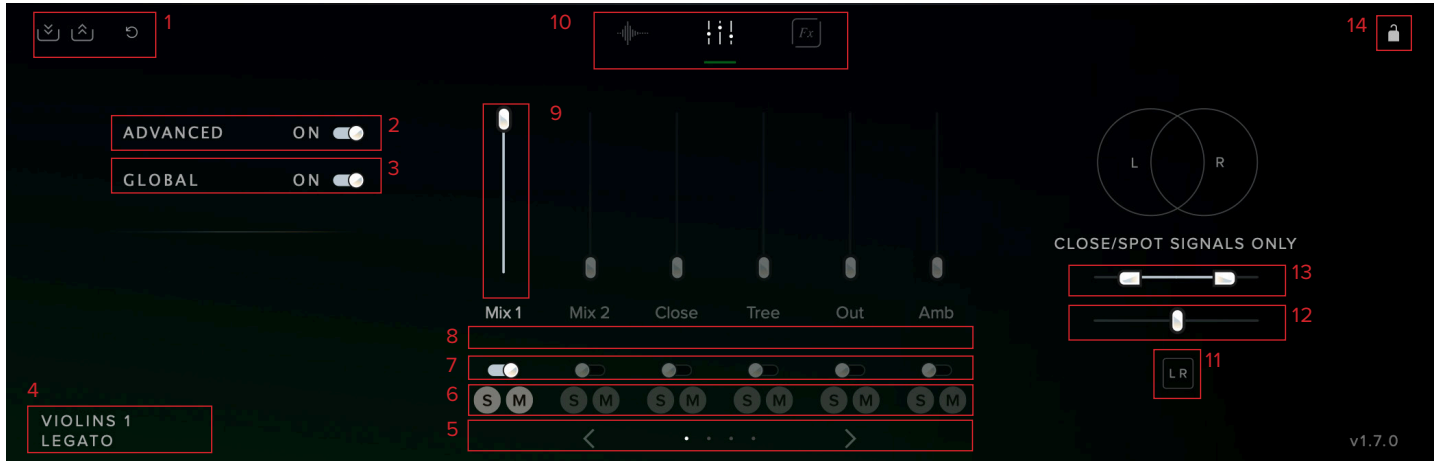 1
10
Fx
14
ADVANCED ON
2
GLOBAL ON
3
9
L R
CLOSE/SPOT SIGNALS ONLY
13
12
Mix 1 Mix 2 Close Tree Out Amb
8
7
11
LR
6
S M S M S M S M S M S M
4
VIOLINS 1
LEGATO
5
v1.7.0